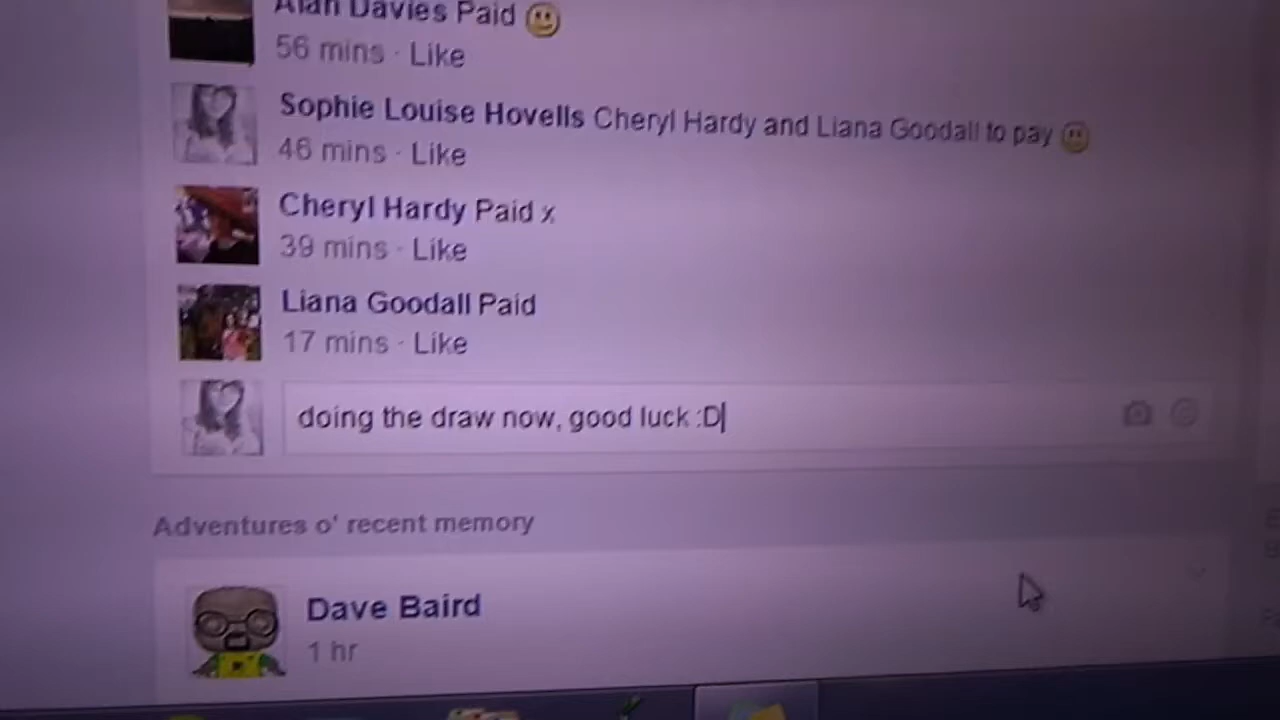 Alan Davies Paid
56 mins · Like
Sophie Louise Hovells Cheryl Hardy and Liana Goodall to pay
46 mins · Like
Cheryl Hardy Paid x
39 mins · Like
Liana Goodall Paid
17 mins · Like
doing the draw now, good luck :D
Adventures o' recent memory
Dave Baird
1 hr